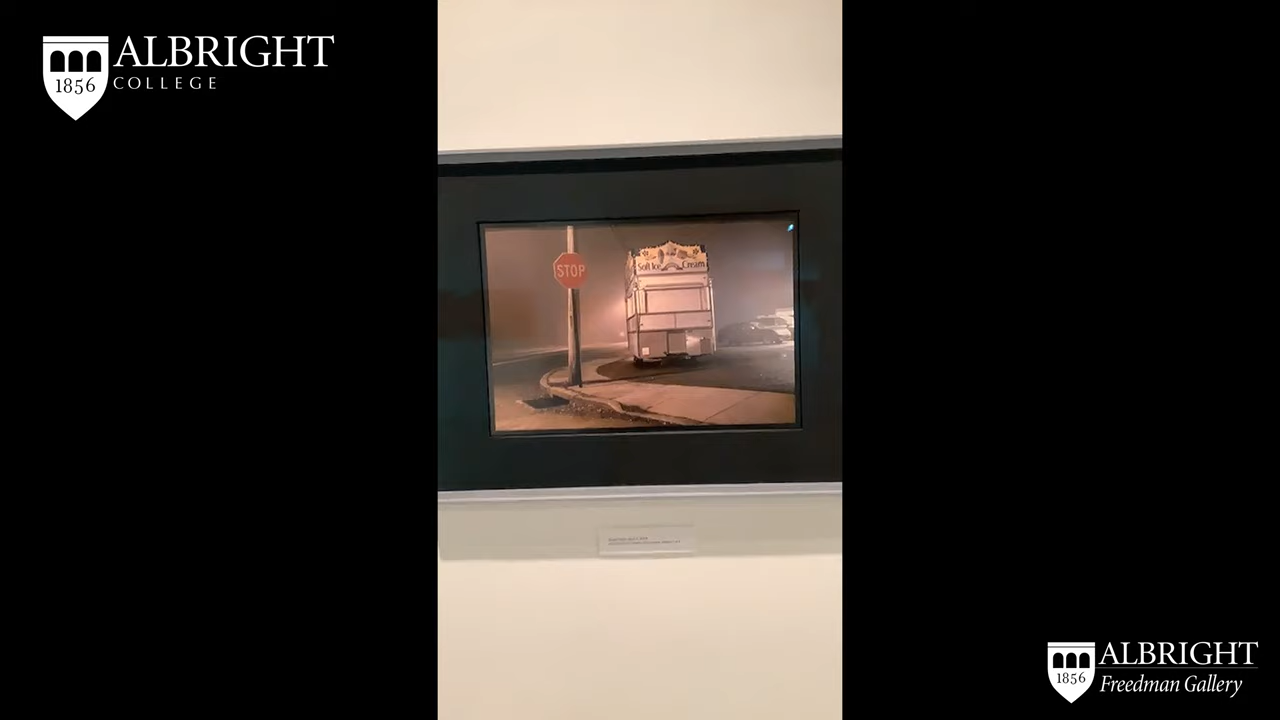 ALBRIGHT
COLLEGE
1856
STOP
Soft Ice Cream
ALBRIGHT
1856
Freedman Gallery